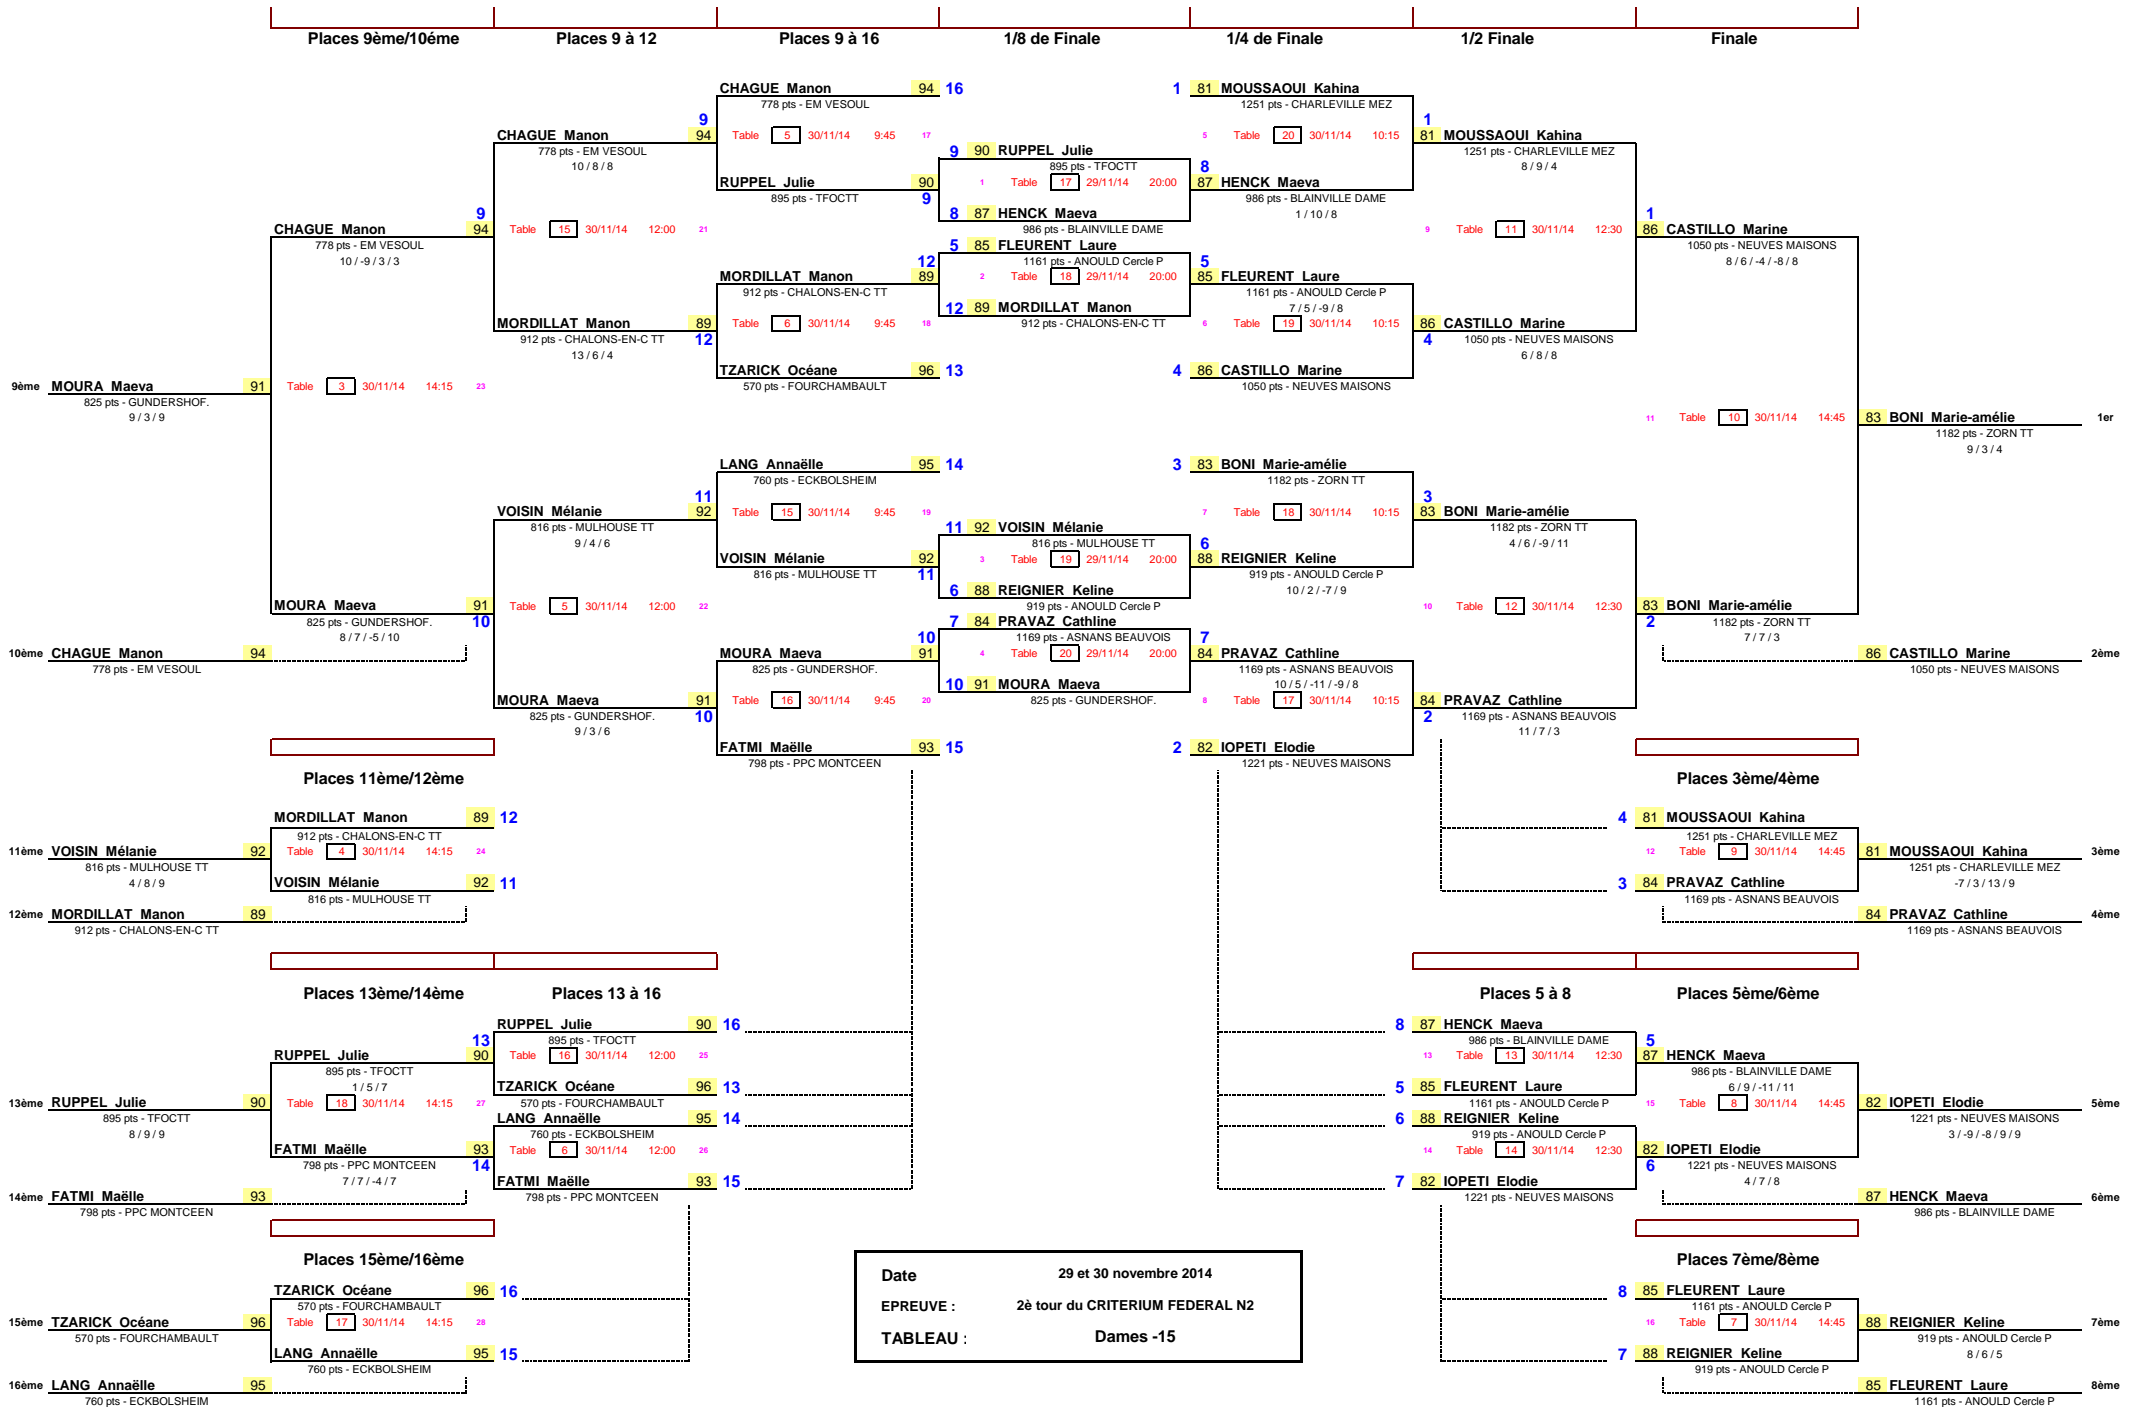 Places 9ème/10éme
Places 9 à 12
Places 9 à 16
1/8 de Finale
1/4 de Finale
1/2 Finale
Finale
CHAGUE Manon 94 16
778 pts - EM VESOUL
1 81 MOUSSAOUI Kahina
1251 pts - CHARLEVILLE MEZ
9
CHAGUE Manon 94
778 pts - EM VESOUL
10 / 8 / 8
Table 5 30/11/14 9:45 17
5 Table 20 30/11/14 10:15
1
81 MOUSSAOUI Kahina
1251 pts - CHARLEVILLE MEZ
8 / 9 / 4
9 90 RUPPEL Julie
895 pts - TFOCTT
RUPPEL Julie 90
895 pts - TFOCTT
9
1 Table 17 29/11/14 20:00
8
87 HENCK Maeva
986 pts - BLAINVILLE DAME
1 / 10 / 8
8 87 HENCK Maeva
986 pts - BLAINVILLE DAME
9
CHAGUE Manon 94
778 pts - EM VESOUL
10 / -9 / 3 / 3
Table 15 30/11/14 12:00 21
9 Table 11 30/11/14 12:30
1
86 CASTILLO Marine
1050 pts - NEUVES MAISONS
8 / 6 / -4 / -8 / 8
5 85 FLEURENT Laure
1161 pts - ANOULD Cercle P
12
MORDILLAT Manon 89
912 pts - CHALONS-EN-C TT
2 Table 18 29/11/14 20:00
5
85 FLEURENT Laure
1161 pts - ANOULD Cercle P
7 / 5 / -9 / 8
12 89 MORDILLAT Manon
912 pts - CHALONS-EN-C TT
MORDILLAT Manon 89
912 pts - CHALONS-EN-C TT
12
13 / 6 / 4
Table 6 30/11/14 9:45 18
6 Table 19 30/11/14 10:15
86 CASTILLO Marine
4
1050 pts - NEUVES MAISONS
6 / 8 / 8
TZARICK Océane 96 13
570 pts - FOURCHAMBAULT
4 86 CASTILLO Marine
1050 pts - NEUVES MAISONS
9ème MOURA Maeva 91
825 pts - GUNDERSHOF.
9 / 3 / 9
Table 3 30/11/14 14:15 23
11 Table 10 30/11/14 14:45
83 BONI Marie-amélie 1er
1182 pts - ZORN TT
9 / 3 / 4
LANG Annaëlle 95 14
760 pts - ECKBOLSHEIM
3 83 BONI Marie-amélie
1182 pts - ZORN TT
11
VOISIN Mélanie 92
816 pts - MULHOUSE TT
9 / 4 / 6
Table 15 30/11/14 9:45 19
7 Table 18 30/11/14 10:15
3
83 BONI Marie-amélie
1182 pts - ZORN TT
4 / 6 / -9 / 11
11 92 VOISIN Mélanie
816 pts - MULHOUSE TT
VOISIN Mélanie 92
816 pts - MULHOUSE TT
11
3 Table 19 29/11/14 20:00
6
88 REIGNIER Keline
919 pts - ANOULD Cercle P
10 / 2 / -7 / 9
6 88 REIGNIER Keline
919 pts - ANOULD Cercle P
MOURA Maeva 91
825 pts - GUNDERSHOF.
10
8 / 7 / -5 / 10
Table 5 30/11/14 12:00 22
10 Table 12 30/11/14 12:30
83 BONI Marie-amélie
2
1182 pts - ZORN TT
7 / 7 / 3
7 84 PRAVAZ Cathline
1169 pts - ASNANS BEAUVOIS
10ème CHAGUE Manon 94
778 pts - EM VESOUL
10
MOURA Maeva 91
825 pts - GUNDERSHOF.
4 Table 20 29/11/14 20:00
7
84 PRAVAZ Cathline
1169 pts - ASNANS BEAUVOIS
10 / 5 / -11 / -9 / 8
86 CASTILLO Marine 2ème
1050 pts - NEUVES MAISONS
10 91 MOURA Maeva
825 pts - GUNDERSHOF.
MOURA Maeva 91
825 pts - GUNDERSHOF.
10
9 / 3 / 6
Table 16 30/11/14 9:45 20
8 Table 17 30/11/14 10:15
84 PRAVAZ Cathline
2
1169 pts - ASNANS BEAUVOIS
11 / 7 / 3
FATMI Maëlle 93 15
798 pts - PPC MONTCEEN
2 82 IOPETI Elodie
1221 pts - NEUVES MAISONS
Places 11ème/12ème
Places 3ème/4ème
MORDILLAT Manon 89 12
912 pts - CHALONS-EN-C TT
4 81 MOUSSAOUI Kahina
1251 pts - CHARLEVILLE MEZ
11ème VOISIN Mélanie 92
816 pts - MULHOUSE TT
4 / 8 / 9
Table 4 30/11/14 14:15 24
12 Table 9 30/11/14 14:45
81 MOUSSAOUI Kahina 3ème
1251 pts - CHARLEVILLE MEZ
-7 / 3 / 13 / 9
VOISIN Mélanie 92 11
816 pts - MULHOUSE TT
3 84 PRAVAZ Cathline
1169 pts - ASNANS BEAUVOIS
12ème MORDILLAT Manon 89
912 pts - CHALONS-EN-C TT
84 PRAVAZ Cathline 4ème
1169 pts - ASNANS BEAUVOIS
Places 13ème/14ème
Places 13 à 16
Places 5 à 8
Places 5ème/6ème
RUPPEL Julie 90 16
895 pts - TFOCTT
8 87 HENCK Maeva
986 pts - BLAINVILLE DAME
13
RUPPEL Julie 90
895 pts - TFOCTT
1 / 5 / 7
Table 16 30/11/14 12:00 25
13 Table 13 30/11/14 12:30
5
87 HENCK Maeva
986 pts - BLAINVILLE DAME
6 / 9 / -11 / 11
TZARICK Océane 96 13
570 pts - FOURCHAMBAULT
5 85 FLEURENT Laure
1161 pts - ANOULD Cercle P
13ème RUPPEL Julie 90
895 pts - TFOCTT
8 / 9 / 9
Table 18 30/11/14 14:15 27
15 Table 8 30/11/14 14:45
82 IOPETI Elodie 5ème
1221 pts - NEUVES MAISONS
3 / -9 / -8 / 9 / 9
LANG Annaëlle 95 14
760 pts - ECKBOLSHEIM
6 88 REIGNIER Keline
919 pts - ANOULD Cercle P
FATMI Maëlle 93
798 pts - PPC MONTCEEN
14
7 / 7 / -4 / 7
Table 6 30/11/14 12:00 26
14 Table 14 30/11/14 12:30
82 IOPETI Elodie
6
1221 pts - NEUVES MAISONS
4 / 7 / 8
FATMI Maëlle 93 15
798 pts - PPC MONTCEEN
7 82 IOPETI Elodie
1221 pts - NEUVES MAISONS
14ème FATMI Maëlle 93
798 pts - PPC MONTCEEN
87 HENCK Maeva 6ème
986 pts - BLAINVILLE DAME
Places 15ème/16ème
Places 7ème/8ème
Date 29 et 30 novembre 2014
EPREUVE : 2è tour du CRITERIUM FEDERAL N2
TABLEAU : Dames -15
TZARICK Océane 96 16
570 pts - FOURCHAMBAULT
8 85 FLEURENT Laure
1161 pts - ANOULD Cercle P
15ème TZARICK Océane 96
570 pts - FOURCHAMBAULT
Table 17 30/11/14 14:15 28
16 Table 7 30/11/14 14:45
88 REIGNIER Keline 7ème
919 pts - ANOULD Cercle P
8 / 6 / 5
LANG Annaëlle 95 15
760 pts - ECKBOLSHEIM
7 88 REIGNIER Keline
919 pts - ANOULD Cercle P
16ème LANG Annaëlle 95
760 pts - ECKBOLSHEIM
85 FLEURENT Laure 8ème
1161 pts - ANOULD Cercle P